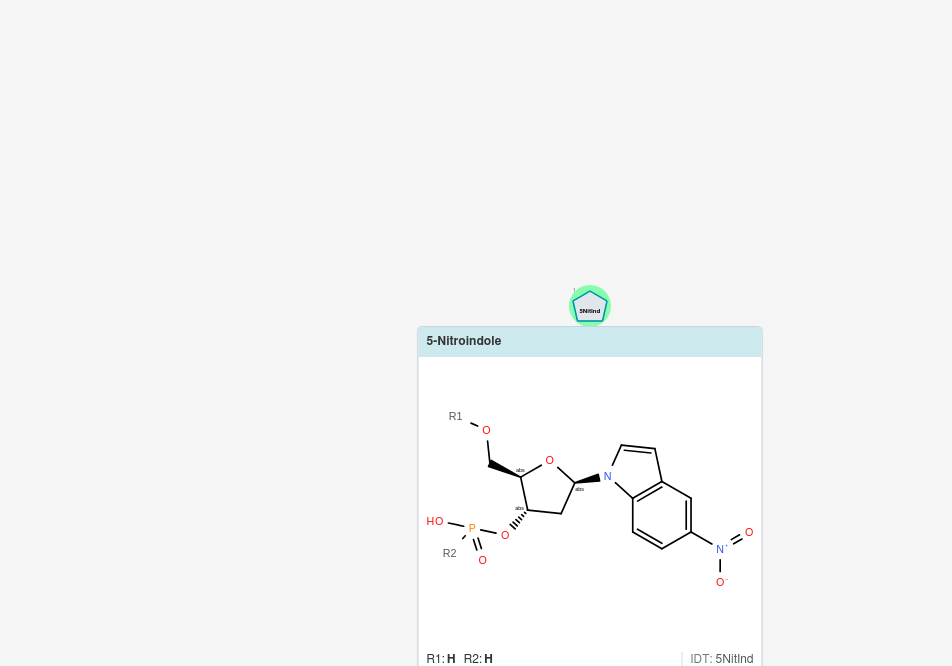 5NitInd
5-Nitroindole
R1
O
O
abs
abs
N
abs
HO
P
O
R2
O
N+
O
O-
R1: H R2: H
IDT: 5NitInd